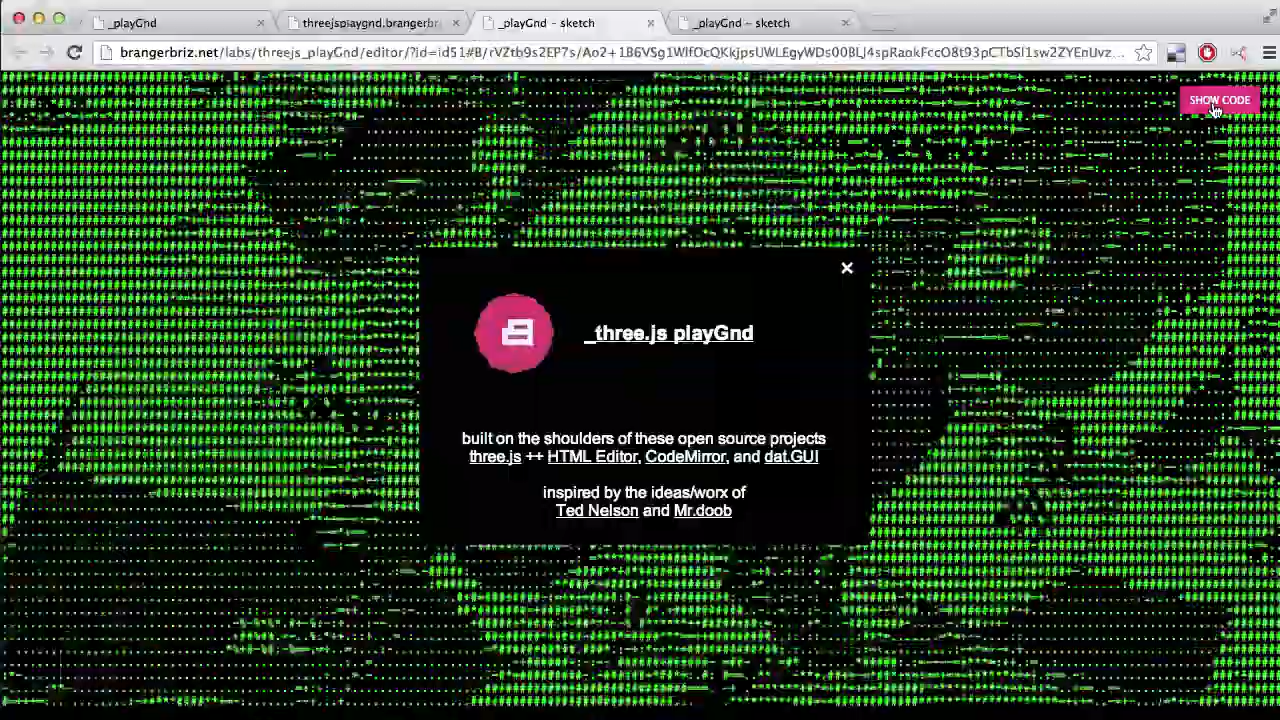 _playGnd
threejsplaygnd.brangerbr
_playGnd – sketch
_playGnd – sketch
SHOW CODE
_three.js playGnd
built on the shoulders of these open source projects
three.js ++ HTML Editor, CodeMirror, and dat.GUI
inspired by the ideas/worx of
Ted Nelson and Mr.doob